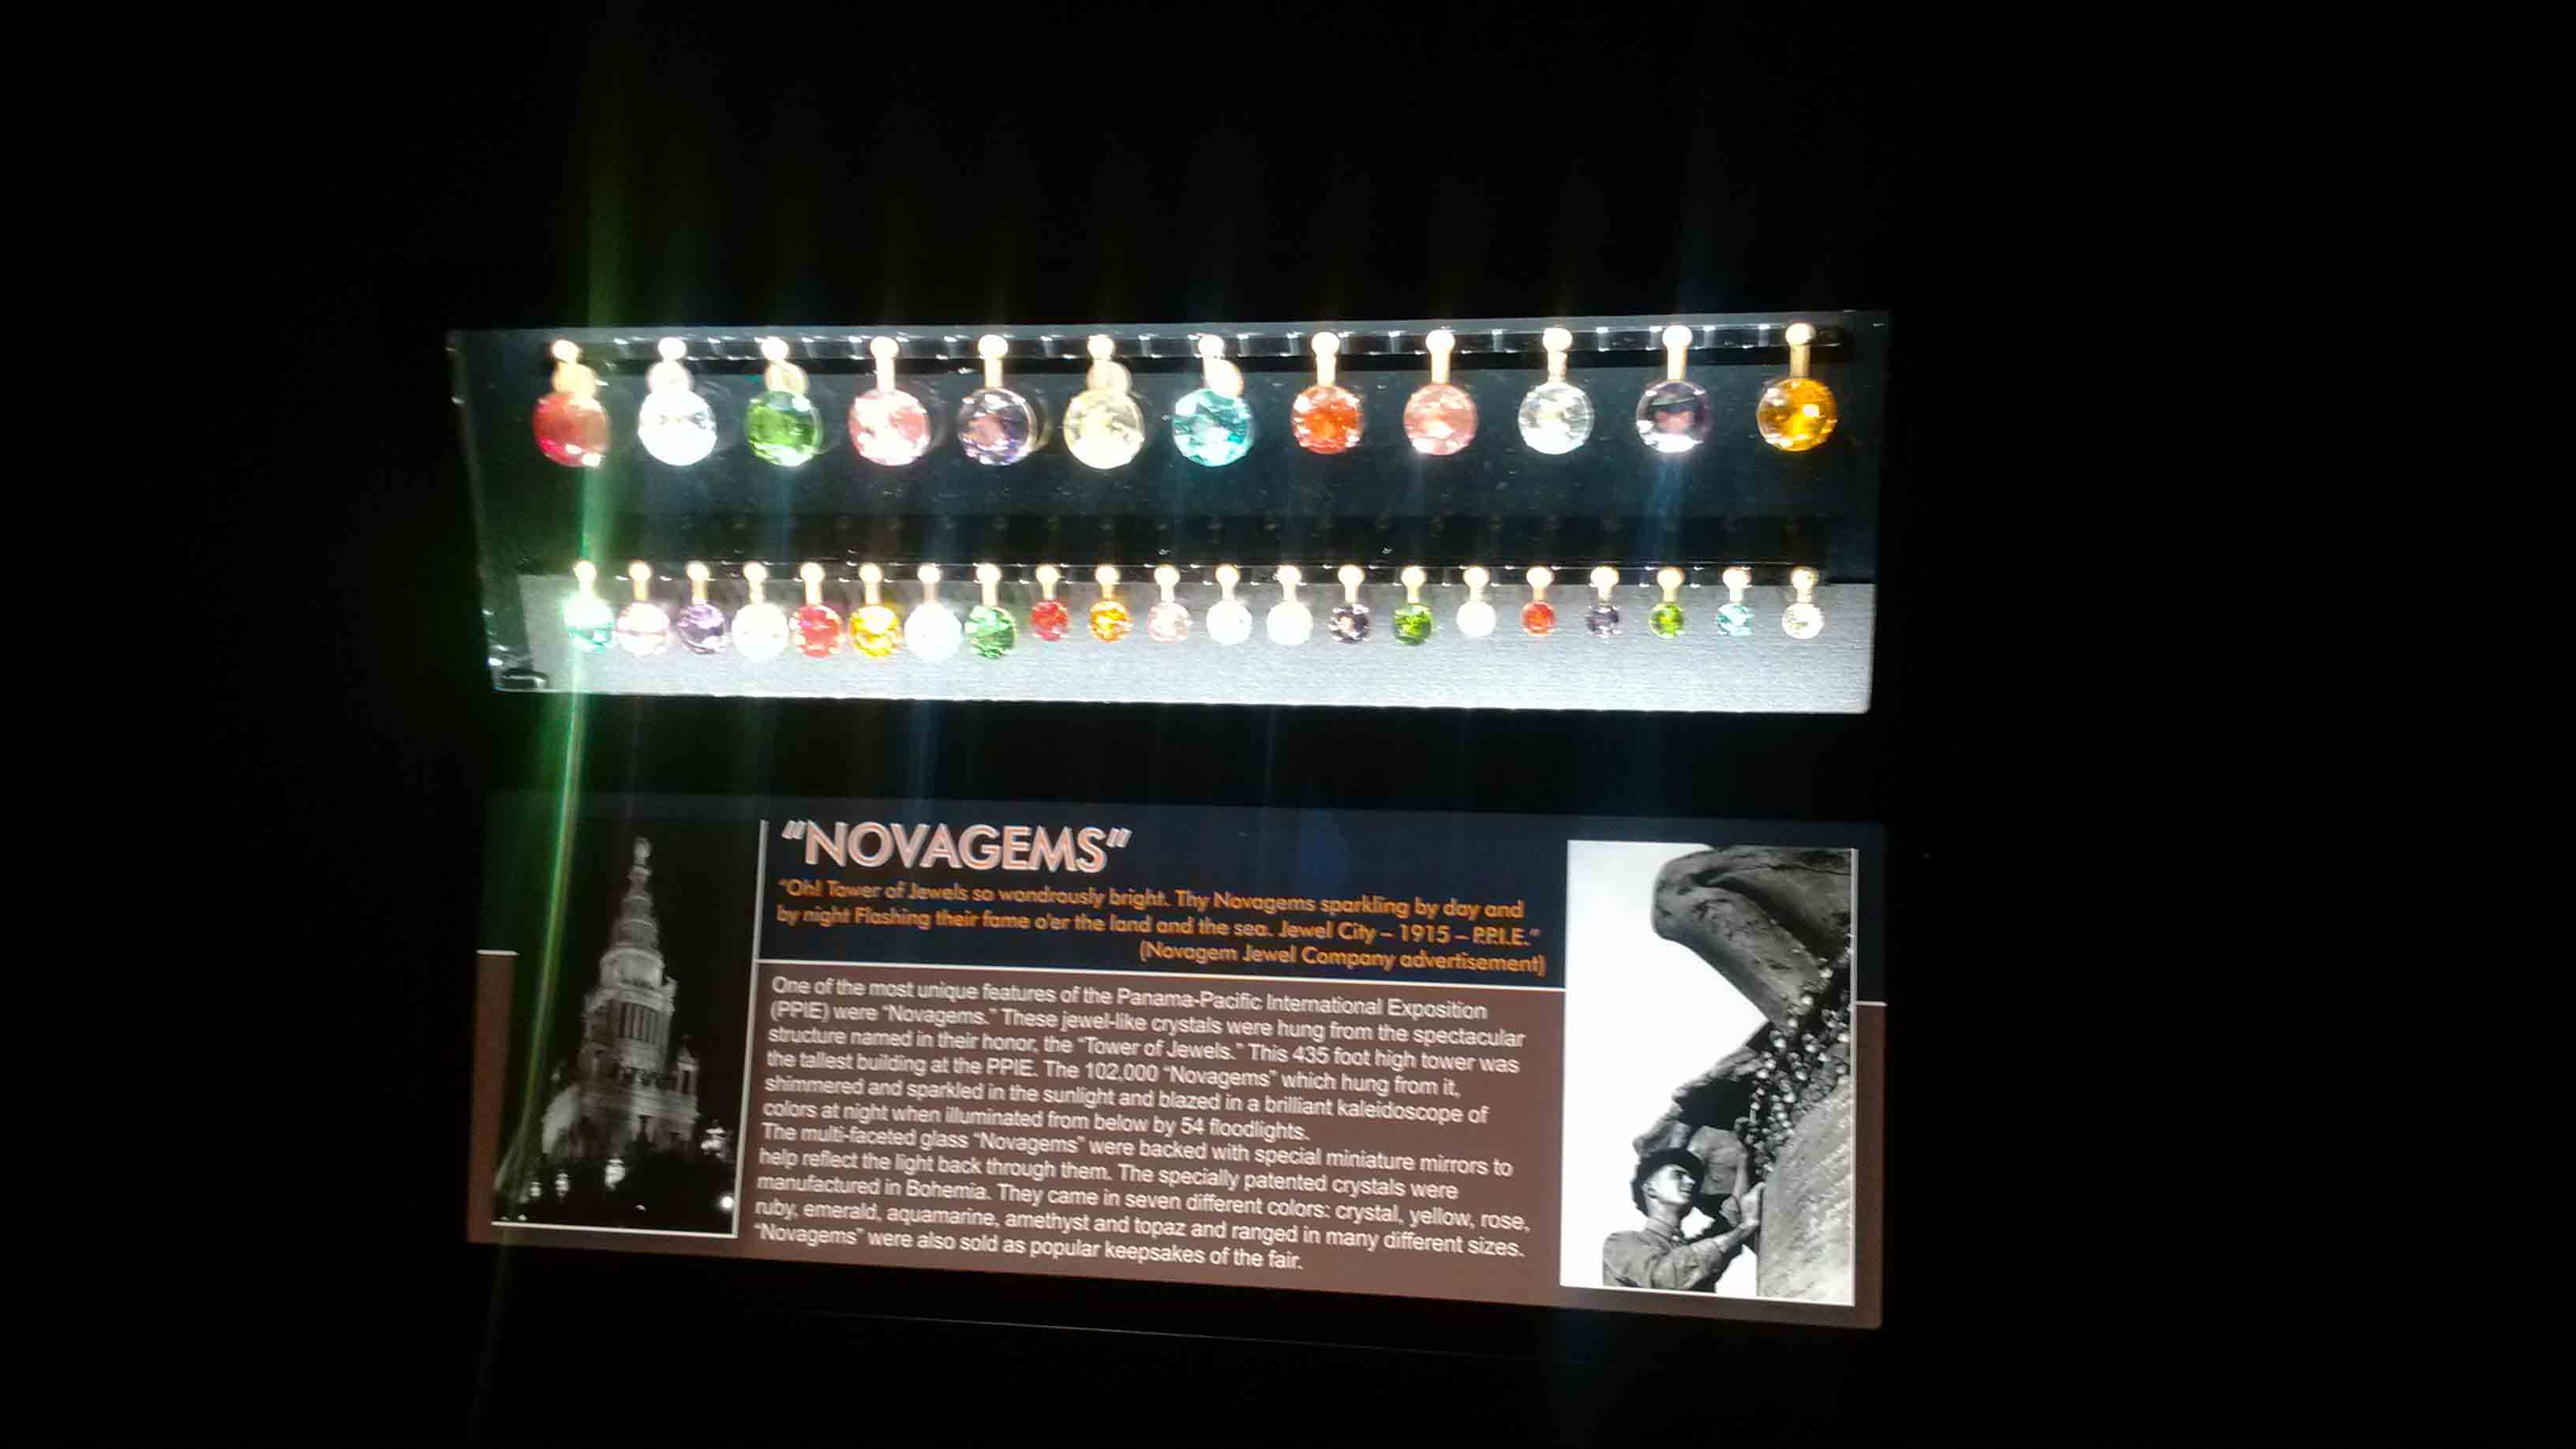 “NOVAGEMS”
“Oh! Tower of Jewels so wondrously bright. Thy Novagems sparkling by day and
by night Flashing their fame o'er the land and the sea. Jewel City – 1915 – P.P.I.E.”
(Novagem Jewel Company advertisement)
One of the most unique features of the Panama-Pacific International Exposition
(PPIE) were “Novagems.” These jewel-like crystals were hung from the spectacular
structure named in their honor, the “Tower of Jewels.” This 435 foot high tower was
the tallest building at the PPIE. The 102,000 “Novagems” which hung from it,
shimmered and sparkled in the sunlight and blazed in a brilliant kaleidoscope of
colors at night when illuminated from below by 54 floodlights.
The multi-faceted glass “Novagems” were backed with special miniature mirrors to
help reflect the light back through them. The specially patented crystals were
manufactured in Bohemia. They came in seven different colors: crystal, yellow, rose,
ruby, emerald, aquamarine, amethyst and topaz and ranged in many different sizes.
“Novagems” were also sold as popular keepsakes of the fair.